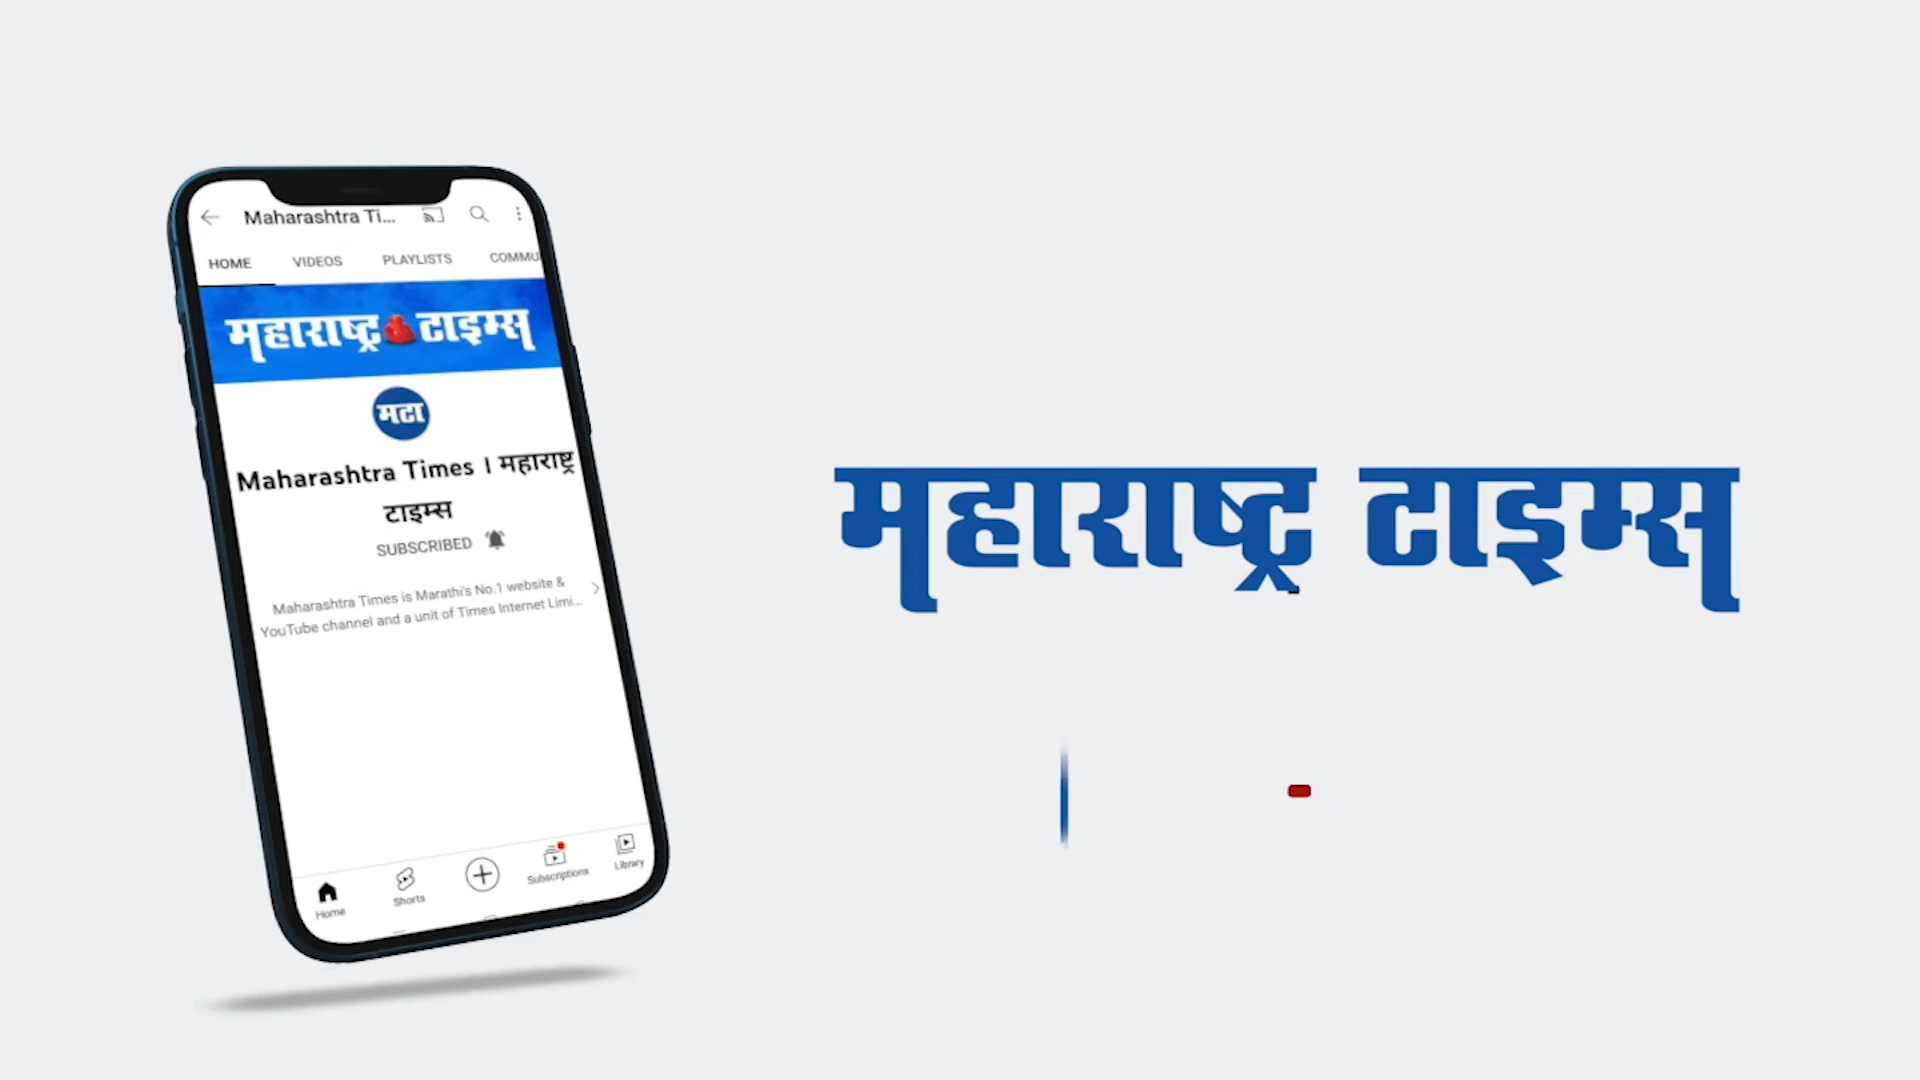 Maharashtra Ti...
HOME VIDEOS PLAYLISTS COMMU
महाराष्ट्र टाइम्स
मटा
Maharashtra Times । महाराष्ट्र
टाइम्स
SUBSCRIBED
Maharashtra Times is Marathi's No.1 website &
YouTube channel and a unit of Times Internet Limi...
Home Shorts Subscriptions Library
महाराष्ट्र टाइम्स